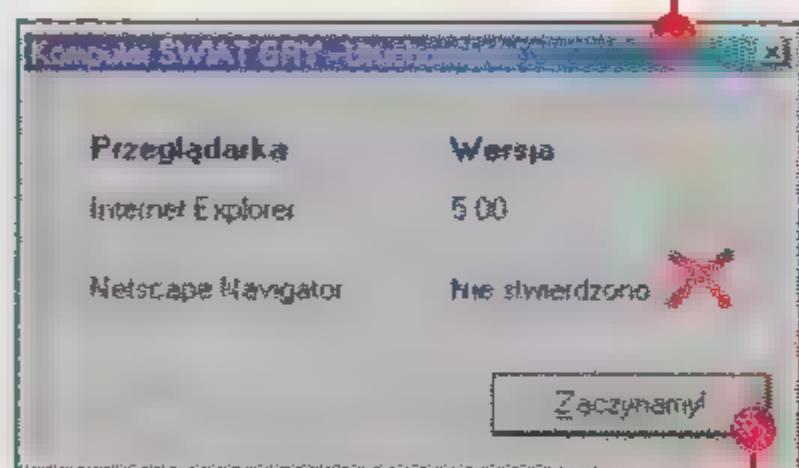 Komputer ŚWIAT GRY -
Przeglądarka Wersja
Internet Explorer 5.00
Netscape Navigator Nie stwierdzono
Zaczynamy!